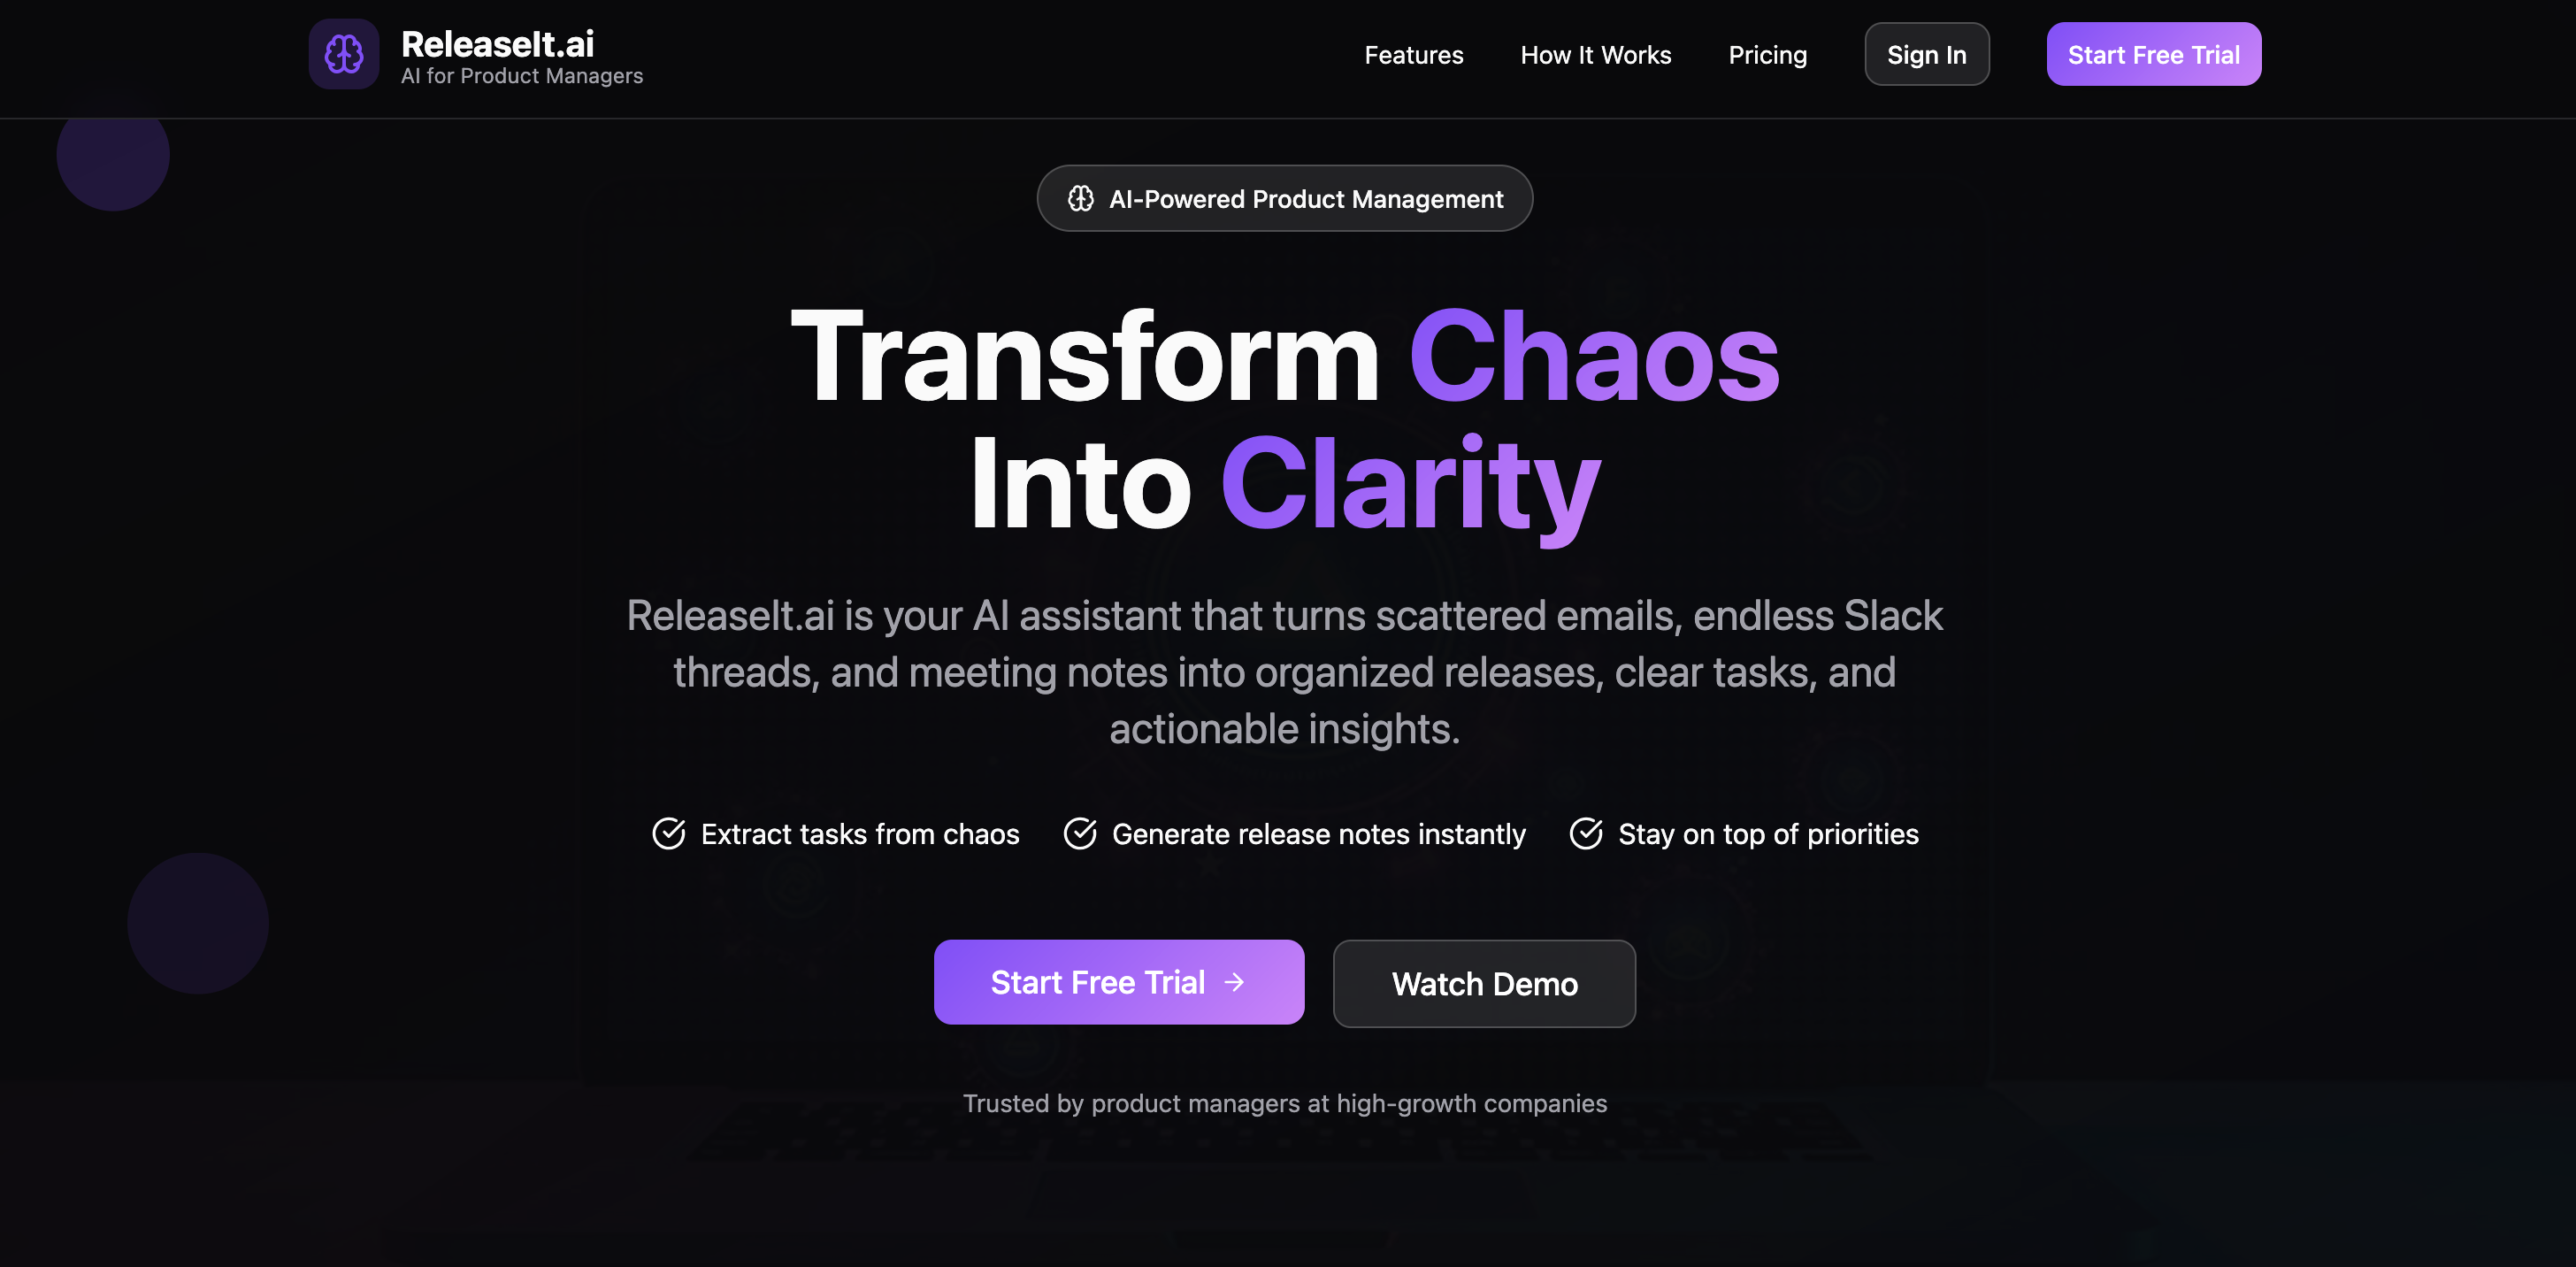 ReleaseIt.ai
AI for Product Managers
Features
How It Works
Pricing
Sign In
Start Free Trial
AI-Powered Product Management
Transform Chaos
Into Clarity
ReleaseIt.ai is your AI assistant that turns scattered emails, endless Slack
threads, and meeting notes into organized releases, clear tasks, and
actionable insights.
Extract tasks from chaos
Generate release notes instantly
Stay on top of priorities
Start Free Trial →
Watch Demo
Trusted by product managers at high-growth companies